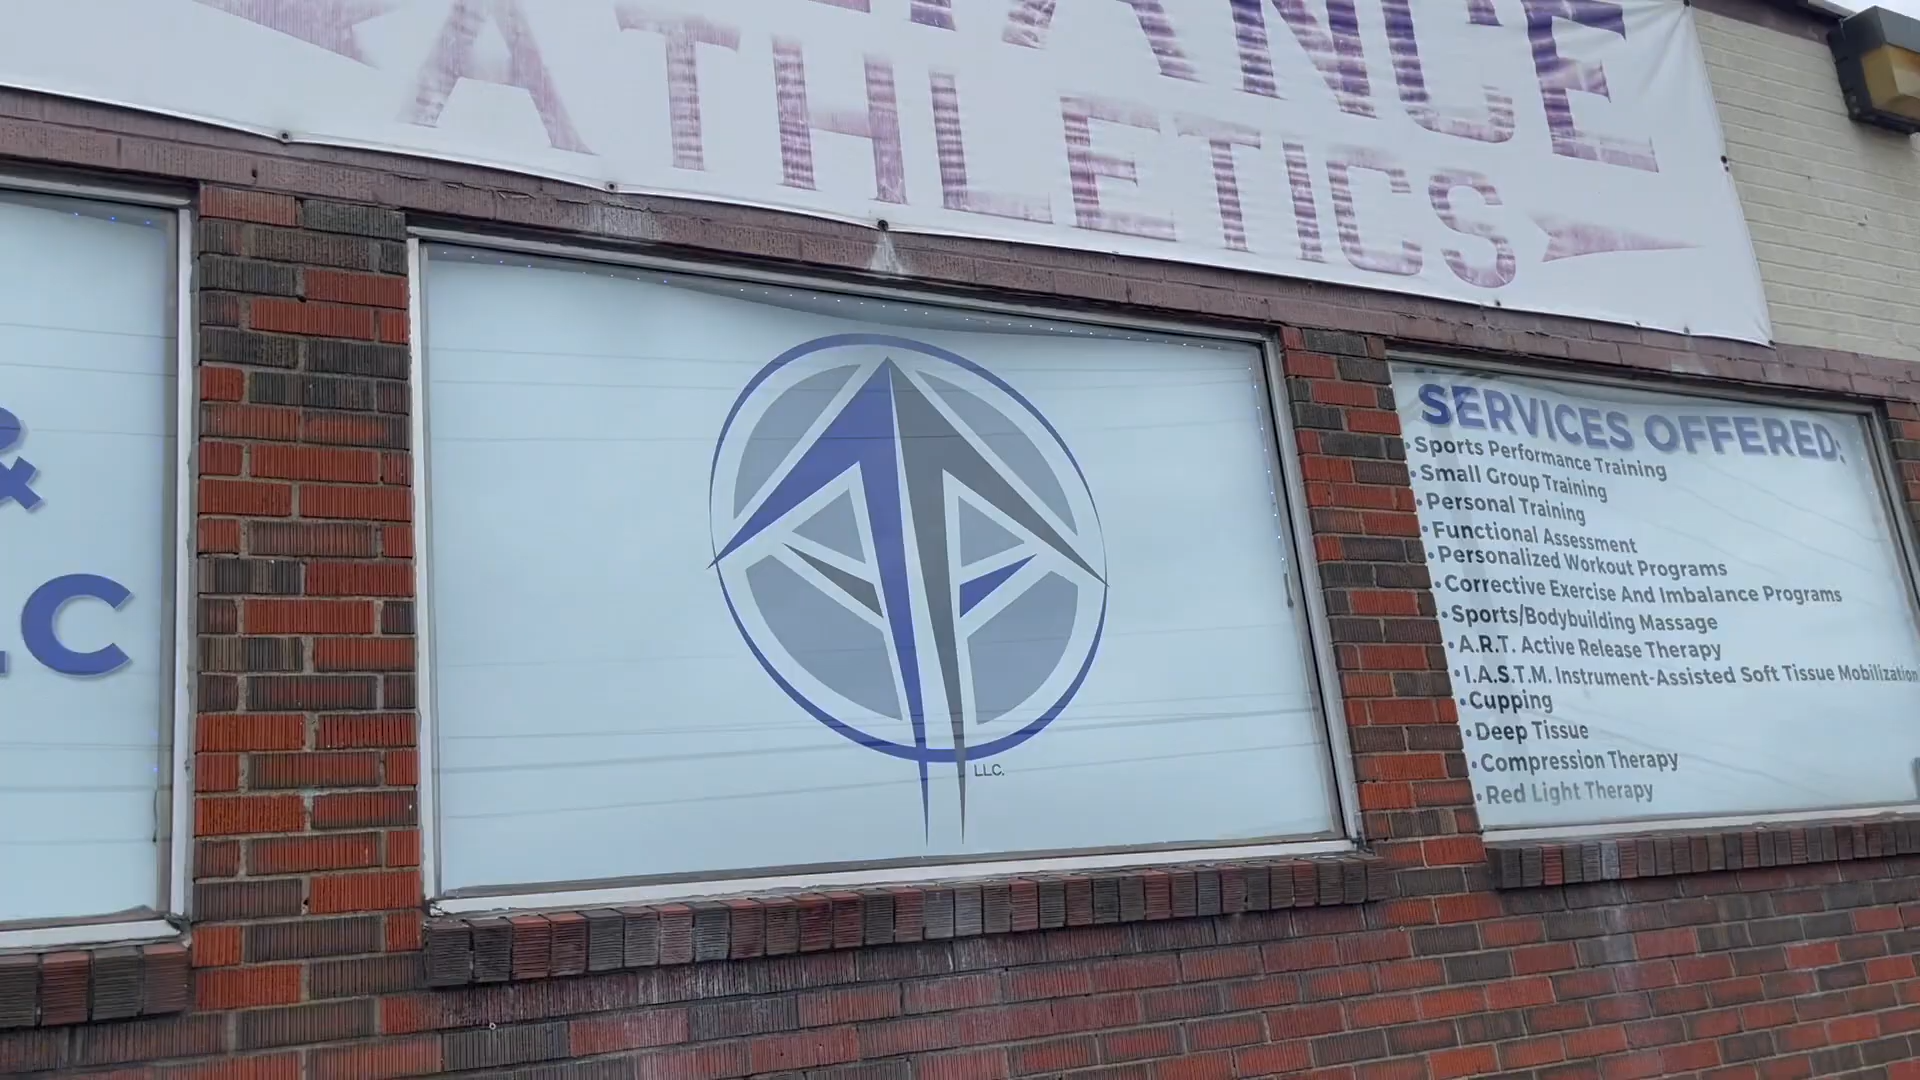 ATHLETICS
&
LLC.
SERVICES OFFERED:
• Sports Performance Training
• Small Group Training
• Personal Training
• Functional Assessment
• Personalized Workout Programs
• Corrective Exercise And Imbalance Programs
• Sports/Bodybuilding Massage
• A.R.T. Active Release Therapy
• I.A.S.T.M. Instrument-Assisted Soft Tissue Mobilization
• Cupping
• Deep Tissue
• Compression Therapy
• Red Light Therapy